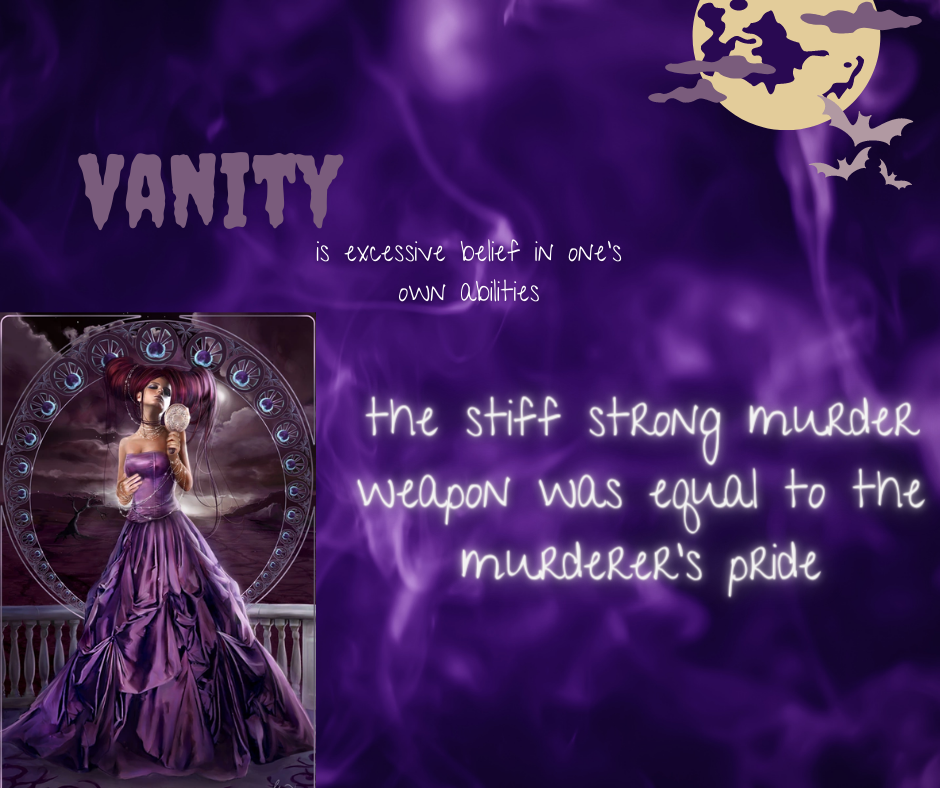 VANITY
is excessive belief in one's
own abilities
the stiff strong murder
weapon was equal to the
murderer's pride